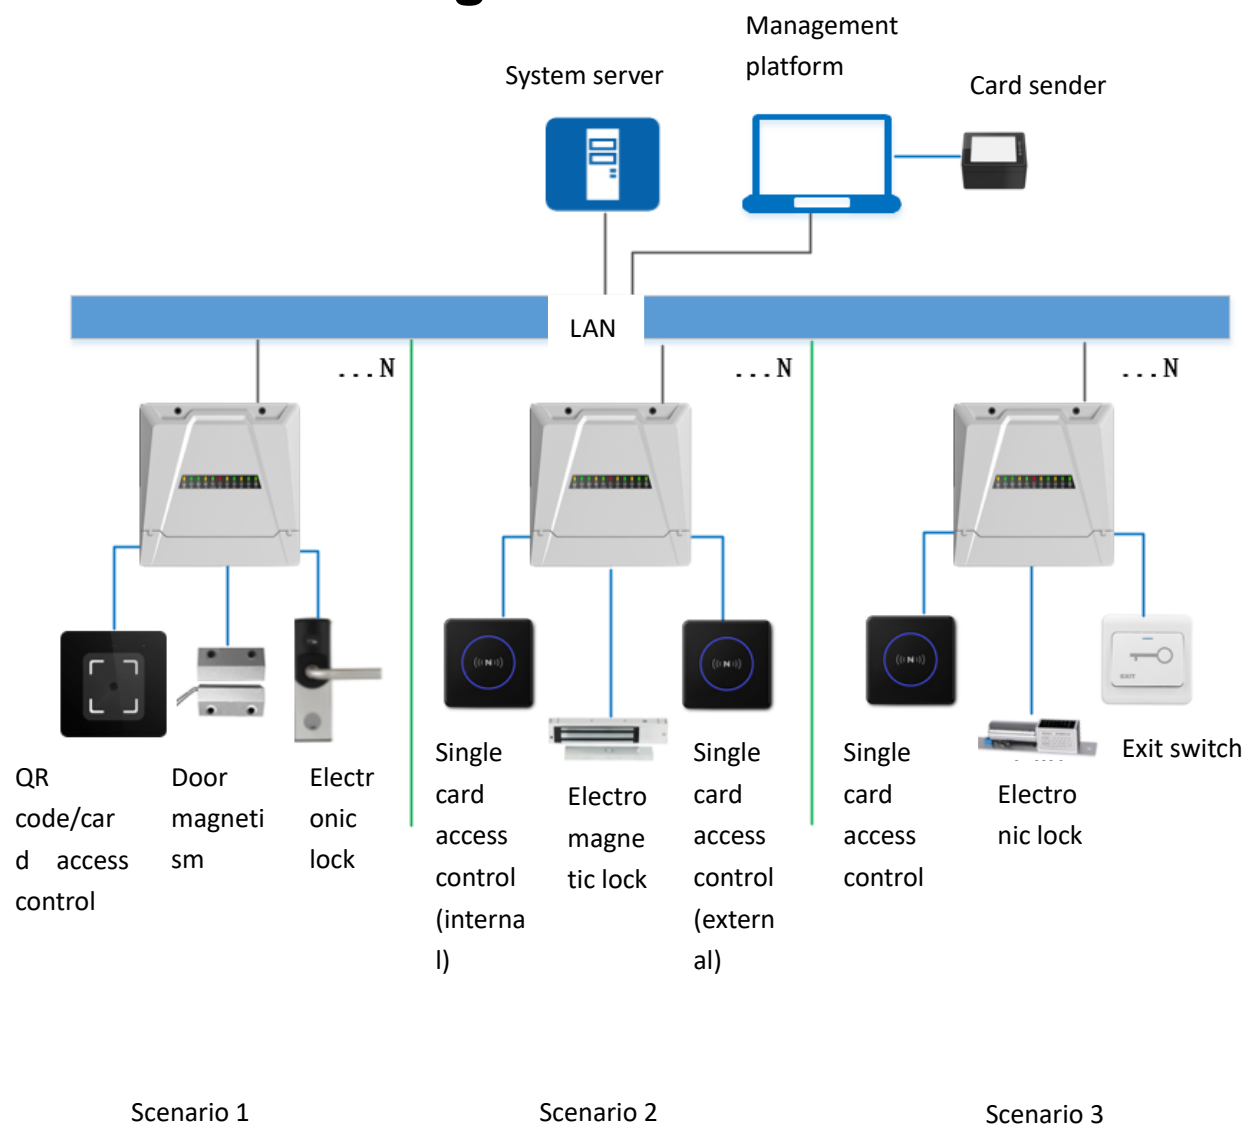 Management
platform
System server
Card sender
LAN
...N
...N
...N
((( N )))
((( N )))
((( N )))
EXIT
QR
code/car
d access
control
Door
magneti
sm
Electr
onic
lock
Single
card
access
control
(interna
l)
Electro
magne
tic lock
Single
card
access
control
(extern
al)
Single
card
access
control
Electro
nic lock
Exit switch
Scenario 1
Scenario 2
Scenario 3